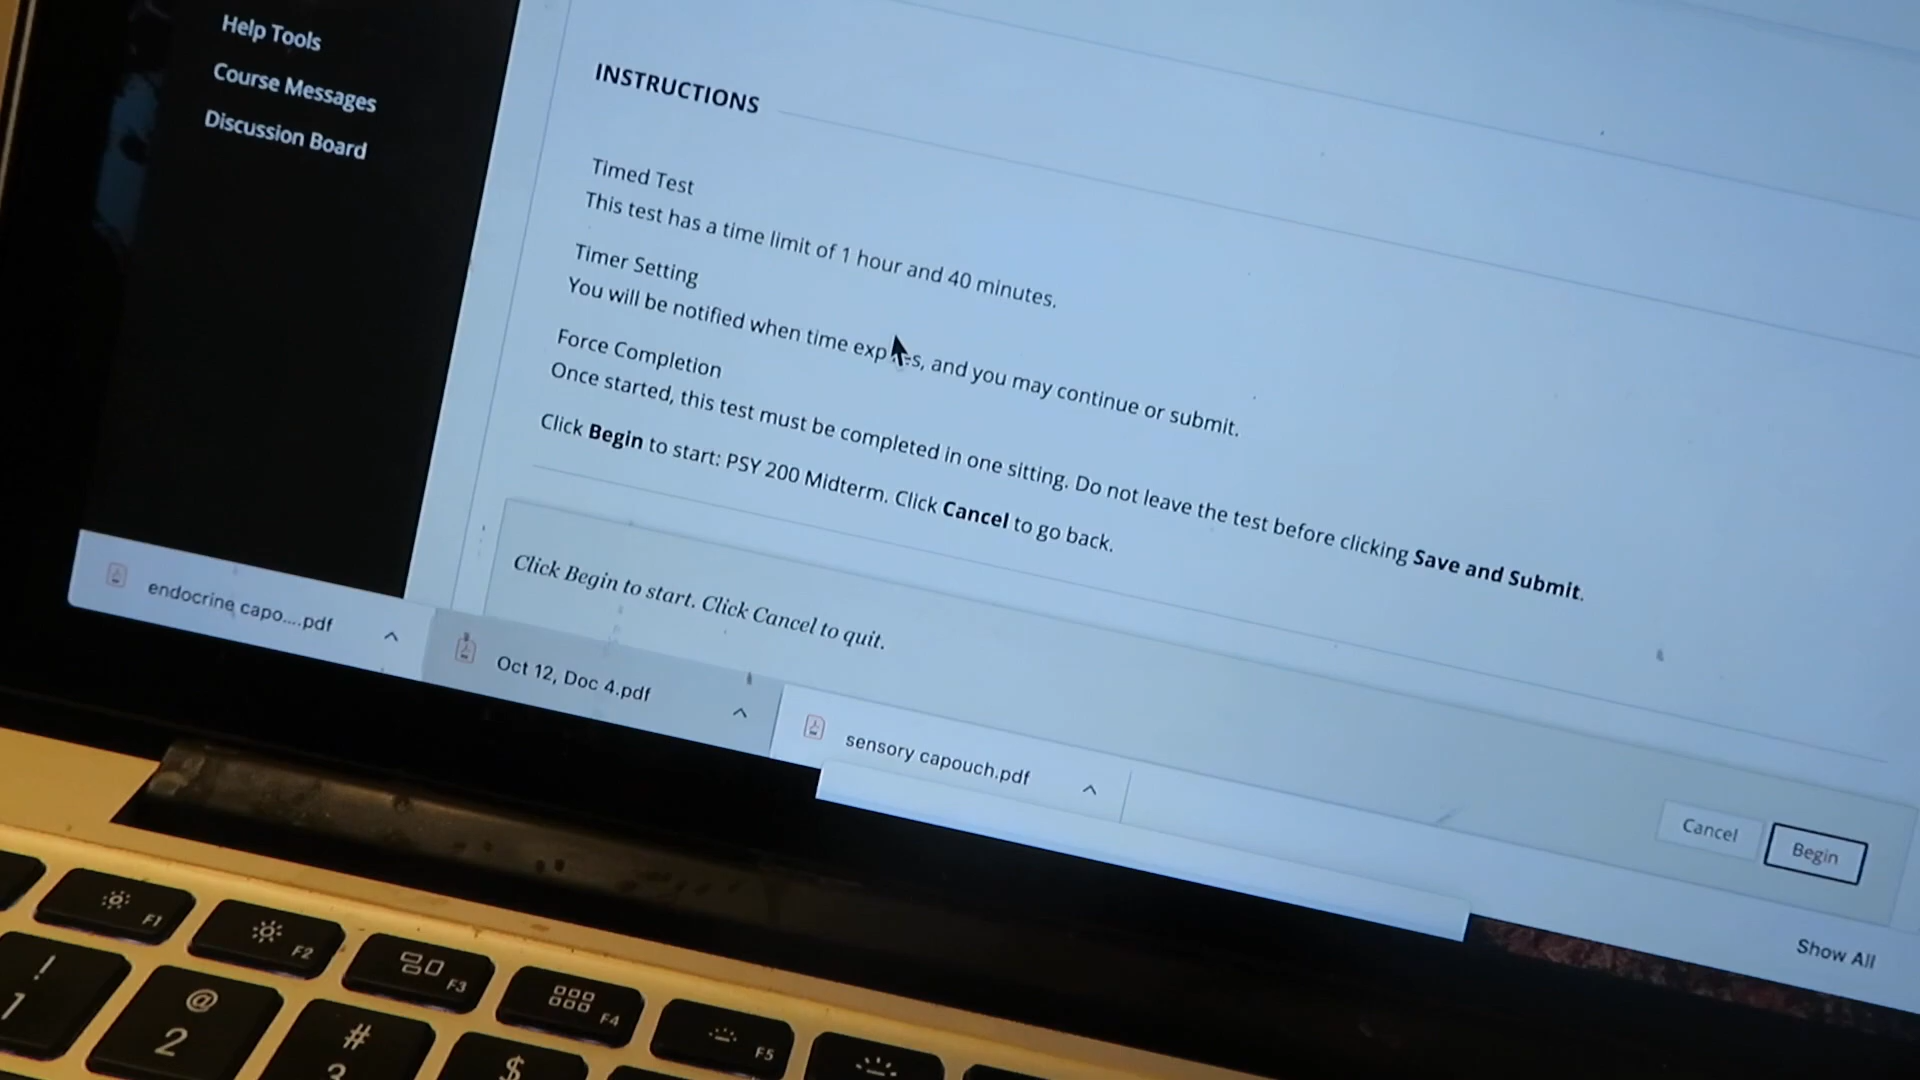 Help Tools
Course Messages
Discussion Board
INSTRUCTIONS
Timed Test
This test has a time limit of 1 hour and 40 minutes.
Timer Setting
You will be notified when time exp es, and you may continue or submit.
Force Completion
Once started, this test must be completed in one sitting. Do not leave the test before clicking Save and Submit.
Click Begin to start: PSY 200 Midterm. Click Cancel to go back.
Click Begin to start. Click Cancel to quit.
Cancel
Begin
endocrine capo....pdf
Oct 12, Doc 4.pdf
sensory capouch.pdf
Show All
F1
F2
F3
F4
F5
!
1
@
2
#
3
$